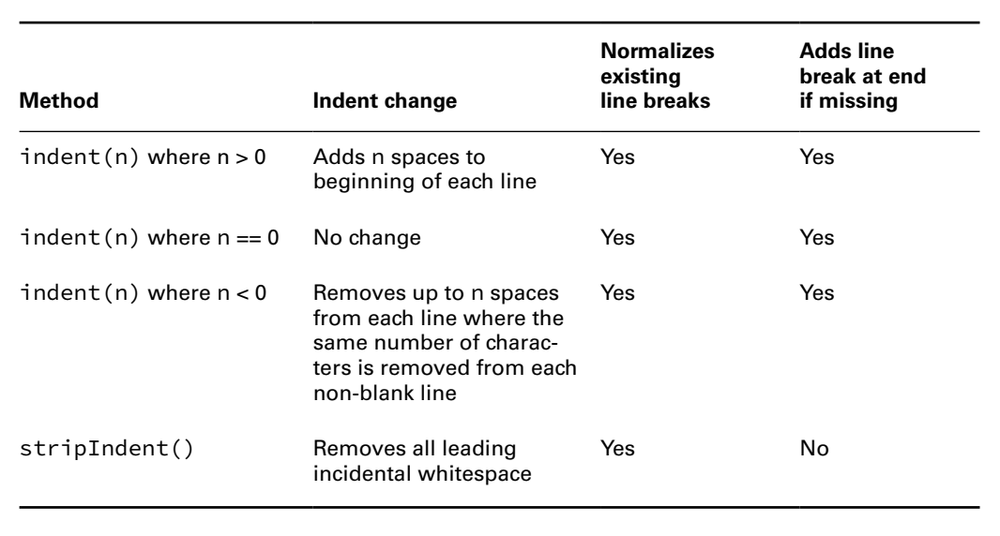 Method Indent change Normalizes existing line breaks Adds line break at end if missing
indent(n) where n > 0 Adds n spaces to beginning of each line Yes Yes
indent(n) where n == 0 No change Yes Yes
indent(n) where n < 0 Removes up to n spaces from each line where the same number of charac-ters is removed from each non-blank line Yes Yes
stripIndent() Removes all leading incidental whitespace Yes No